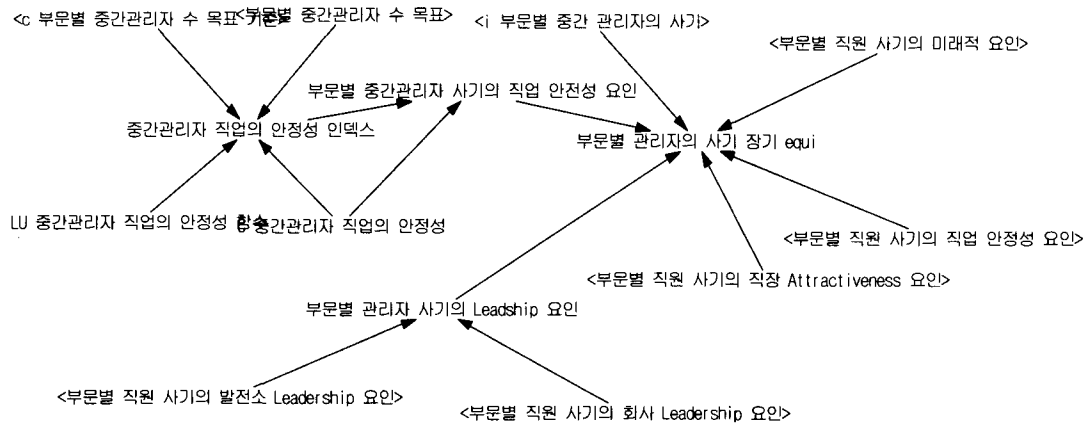 <c 부문별 중간관리자 수 목표 기준>
<부문별 중간관리자 수 목표>
<i 부문별 중간 관리자의 사기>
<부문별 직원 사기의 미래적 요인>
부문별 중간관리자 사기의 직업 안전성 요인
중간관리자 직업의 안정성 인덱스
부문별 관리자의 사기 장기 equi
LU 중간관리자 직업의 안정성 함수
중간관리자 직업의 안정성
<부문별 직원 사기의 직업 안정성 요인>
<부문별 직원 사기의 직장 Attractiveness 요인>
부문별 관리자 사기의 Leadship 요인
<부문별 직원 사기의 발전소 Leadership 요인>
<부문별 직원 사기의 회사 Leadership 요인>